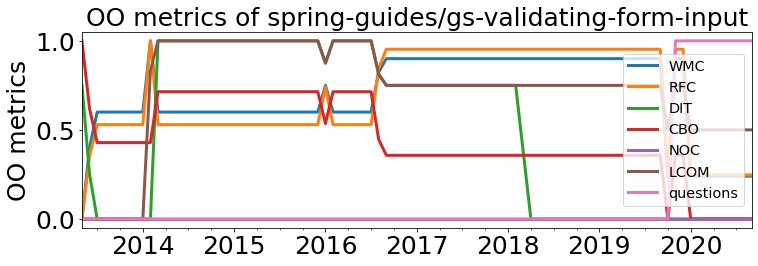 OO metrics of spring-guides/gs-validating-form-input
OO metrics
1.0
0.5
0.0
WMC
RFC
DIT
CBO
NOC
LCOM
questions
2014 2015 2016 2017 2018 2019 2020